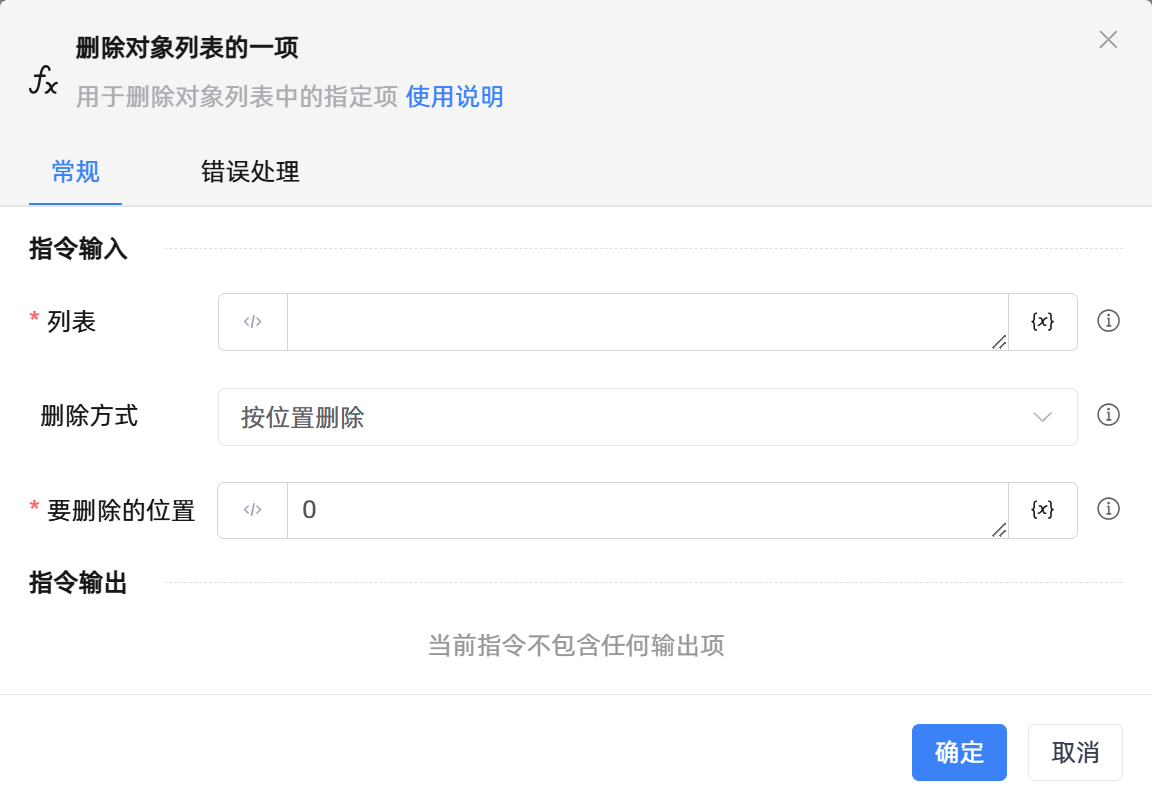 删除对象列表的一项
fx 用于删除对象列表中的指定项 使用说明
常规 错误处理
指令输入
* 列表 </> {x}
删除方式 按位置删除
* 要删除的位置 </> 0 {x}
指令输出
当前指令不包含任何输出项
确定 取消